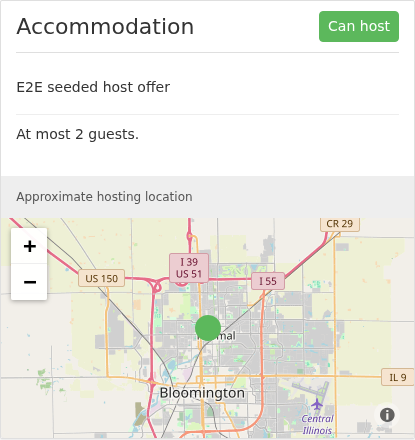 Accommodation
Can host
E2E seeded host offer
At most 2 guests.
Approximate hosting location
+
−
CR 29
I 39
US 51
US 150
I 55
IL 9
Bloomington
Central
Illinois
i